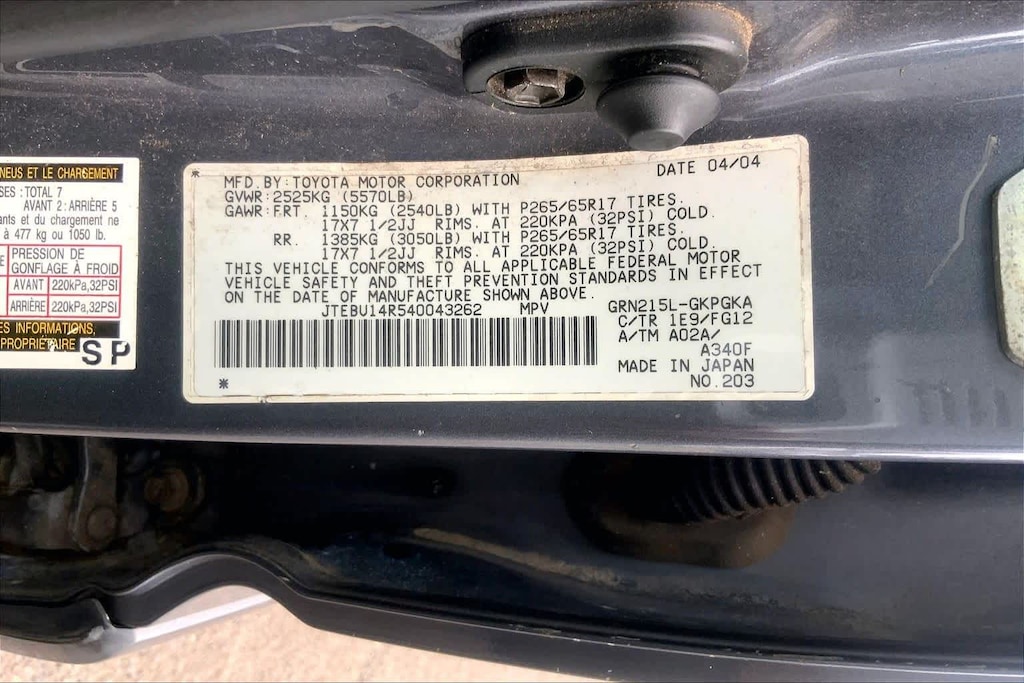 NEUS ET LE CHARGEMENT
SES : TOTAL 7
AVANT 2 : ARRIÈRE 5
ants et du chargement ne
à 477 kg ou 1050 lb.
PRESSION DE
GONFLAGE À FROID
AVANT 220kPa,32PSI
ARRIÈRE 220kPa,32PSI
ES INFORMATIONS,
PROPRIÉTAIRE
SP
DATE 04/04
MFD.BY:TOYOTA MOTOR CORPORATION
GVWR:2525KG (5570LB)
GAWR:FRT. 1150KG (2540LB) WITH P265/65R17 TIRES.
17X7 1/2JJ RIMS. AT 220KPA (32PSI) COLD.
RR. 1385KG (3050LB) WITH P265/65R17 TIRES.
17X7 1/2JJ RIMS. AT 220KPA (32PSI) COLD.
THIS VEHICLE CONFORMS TO ALL APPLICABLE FEDERAL MOTOR
VEHICLE SAFETY AND THEFT PREVENTION STANDARDS IN EFFECT
ON THE DATE OF MANUFACTURE SHOWN ABOVE.
JTEBU14R540043262 MPV GRN215L-GKPGKA
C/TR 1E9/FG12
A/TM A02A/
A340F
MADE IN JAPAN
NO.203